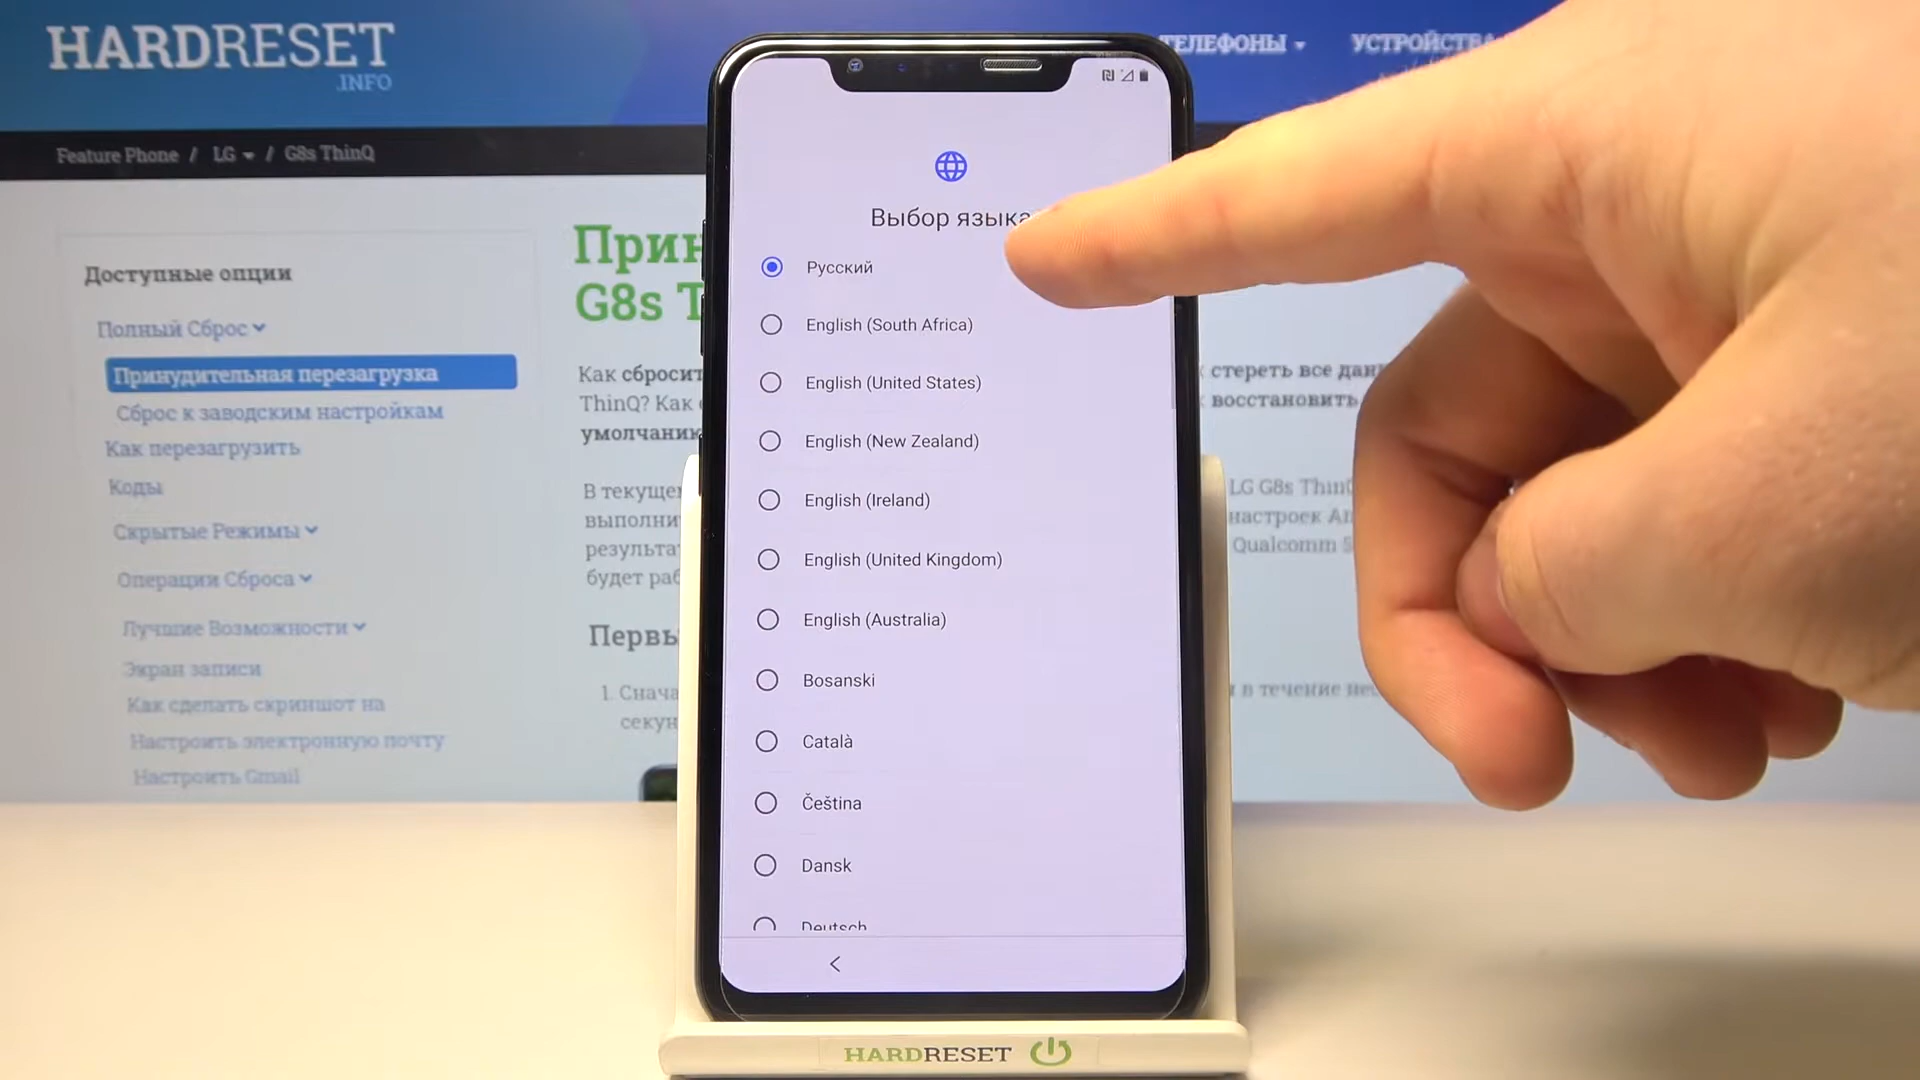 HARDRESET
.INFO
ТЕЛЕФОНЫ
УСТРОЙСТВА
Feature Phone / LG / G8s ThinQ
Доступные опции
Полный Сброс
Принудительная перезагрузка
Сброс к заводским настройкам
Как перезагрузить
Коды
Скрытые Режимы
Операции Сброса
Лучшие Возможности
Экран записи
Как сделать скриншот на
Настроить электронную почту
Настроить Gmail
Прин
G8s T
Как сбросит
ThinQ? Как
умолчани
В текуще
выполни
результа
будет раб
Первы
1. Снача
секун
стереть все дан
восстановить
LG G8s Thin
настроек
Qualcomm
в течение
Выбор языка
Русский
English (South Africa)
English (United States)
English (New Zealand)
English (Ireland)
English (United Kingdom)
English (Australia)
Bosanski
Català
Čeština
Dansk
Deutsch
HARDRESET